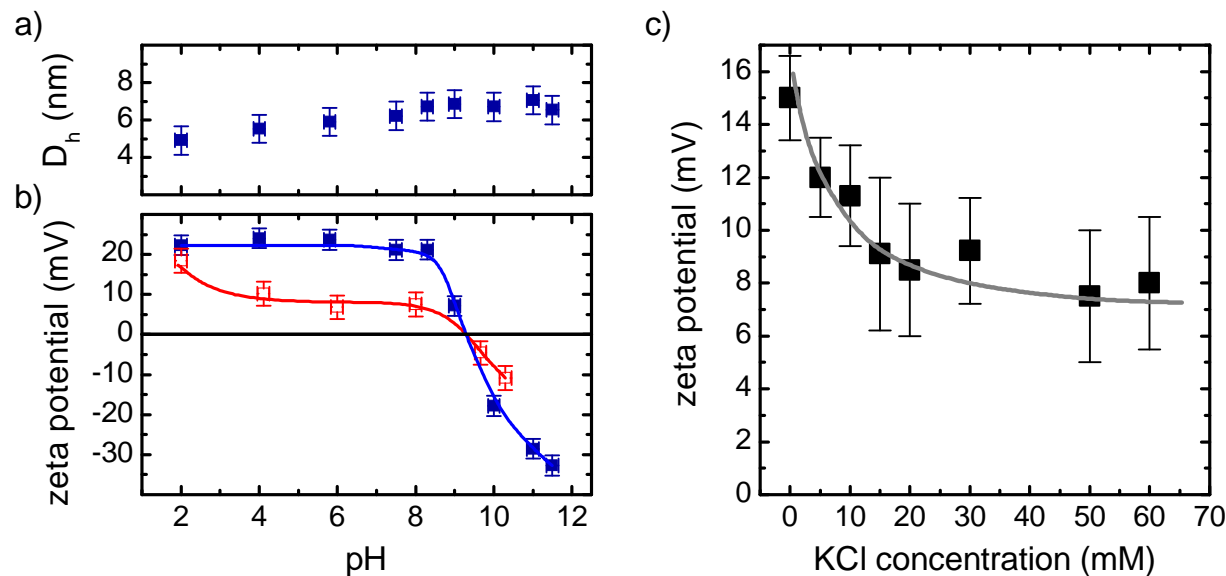 a)
D_h (nm)
8
6
4
b)
zeta potential (mV)
20
10
0
-10
-20
-30
2 4 6 8 10 12
pH
c)
zeta potential (mV)
16
14
12
10
8
6
4
2
0
0 10 20 30 40 50 60 70
KCl concentration (mM)